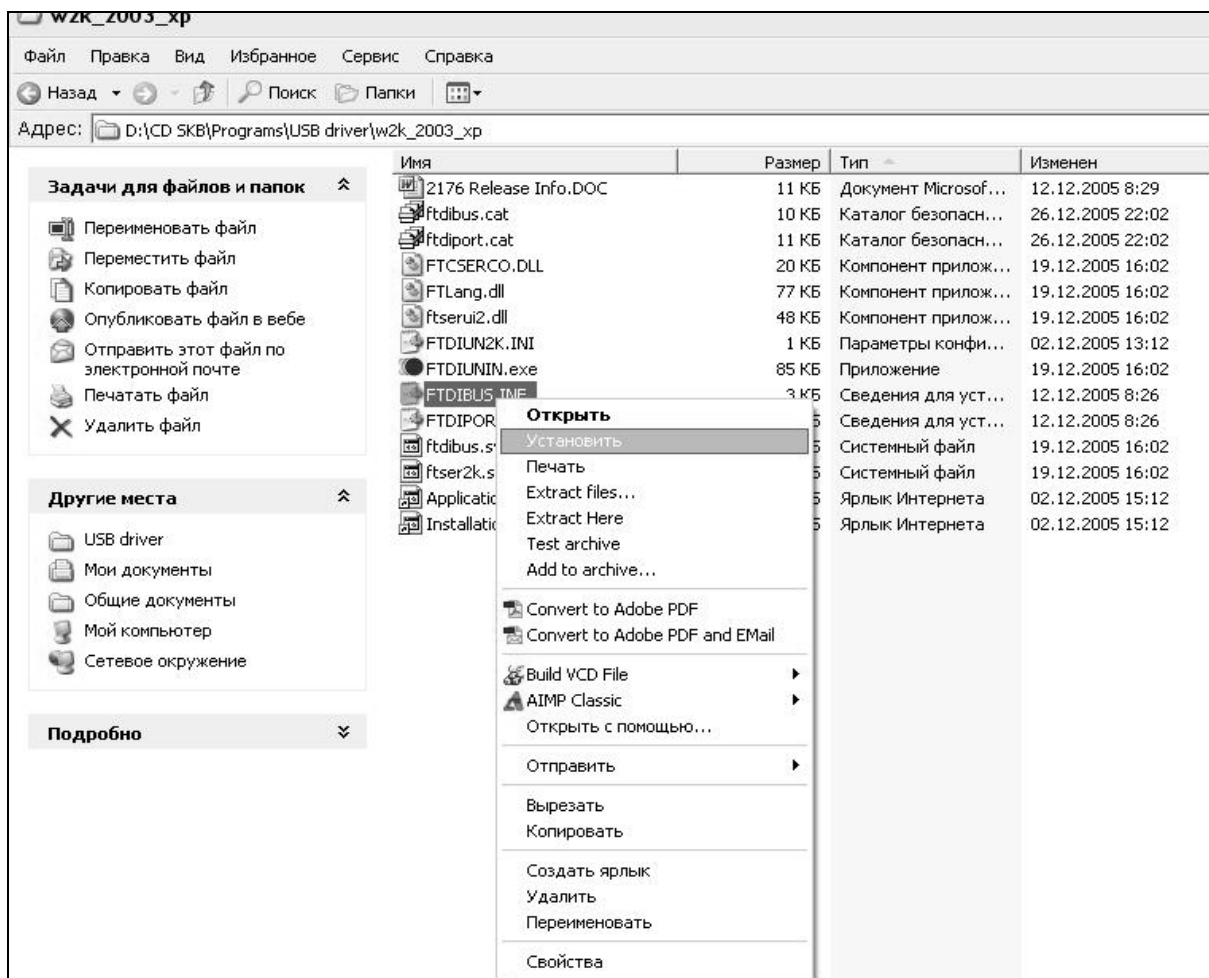 w2k_2003_xp
Файл Правка Вид Избранное Сервис Справка
Назад Поиск Папки
Адрес: D:\CD SKB\Programs\USB driver\w2k_2003_xp
Задачи для файлов и папок
Переименовать файл
Переместить файл
Копировать файл
Опубликовать файл в вебе
Отправить этот файл по
электронной почте
Печатать файл
Удалить файл
Другие места
USB driver
Мои документы
Общие документы
Мой компьютер
Сетевое окружение
Подробно
Имя Размер Тип Изменен
2176 Release Info.DOC 11 КБ Документ Microsof... 12.12.2005 8:29
ftdibus.cat 10 КБ Каталог безопасн... 26.12.2005 22:02
ftdiport.cat 11 КБ Каталог безопасн... 26.12.2005 22:02
FTCSERCO.DLL 20 КБ Компонент прилож... 19.12.2005 16:02
FTLang.dll 77 КБ Компонент прилож... 19.12.2005 16:02
ftserui2.dll 48 КБ Компонент прилож... 19.12.2005 16:02
FTDIUN2K.INI 1 КБ Параметры конфи... 02.12.2005 13:12
FTDIUNIN.exe 85 КБ Приложение 19.12.2005 16:02
FTDIBUS.INF 3 КБ Сведения для уст... 12.12.2005 8:26
FTDIPOR Б Сведения для уст... 12.12.2005 8:26
ftdibus.s Б Системный файл 19.12.2005 16:02
ftser2k.s Б Системный файл 19.12.2005 16:02
Applicatio Б Ярлык Интернета 02.12.2005 15:12
Installatio Б Ярлык Интернета 02.12.2005 15:12
Открыть
Установить
Печать
Extract files...
Extract Here
Test archive
Add to archive...
Convert to Adobe PDF
Convert to Adobe PDF and EMail
Build VCD File
AIMP Classic
Открыть с помощью...
Отправить
Вырезать
Копировать
Создать ярлык
Удалить
Переименовать
Свойства